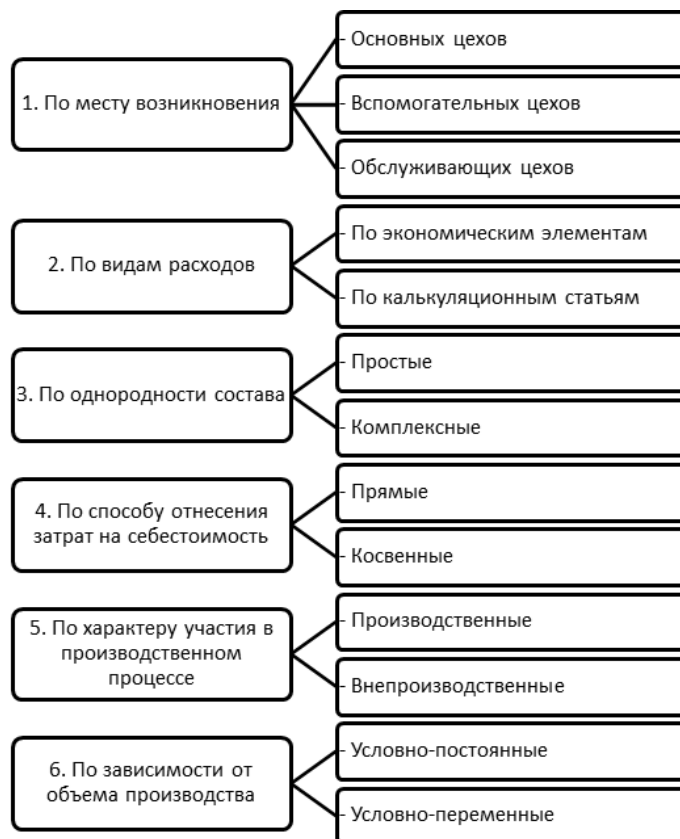 1. По месту возникновения
- Основных цехов
- Вспомогательных цехов
- Обслуживающих цехов
2. По видам расходов
- По экономическим элементам
- По калькуляционным статьям
3. По однородности состава
- Простые
- Комплексные
4. По способу отнесения
затрат на себестоимость
- Прямые
- Косвенные
5. По характеру участия в
производственном
процессе
- Производственные
- Внепроизводственные
6. По зависимости от
объема производства
- Условно-постоянные
- Условно-переменные